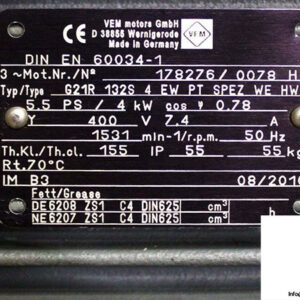 VEM motors GmbH
D 38855 Wernigerode
Made in Germany
CE
VEM
DIN EN 60034-1
3 ~Mot.Nr./Nº 178276/ 0078 H
Typ/Type G21R 132S 4 EW PT SPEZ WE HW
5.5 PS / 4 kW cos φ 0.78
Y 400 V 7.4 A
1531 min-1/r.p.m. 50 Hz
Th.Kl./Th.cl. 155 IP 55 55 kg
Rt.70°C
IM B3 08/2010
Fett/Grease
DE6208 ZS1 C4 DIN625 cm³
NE6207 ZS1 C4 DIN625 cm³ h